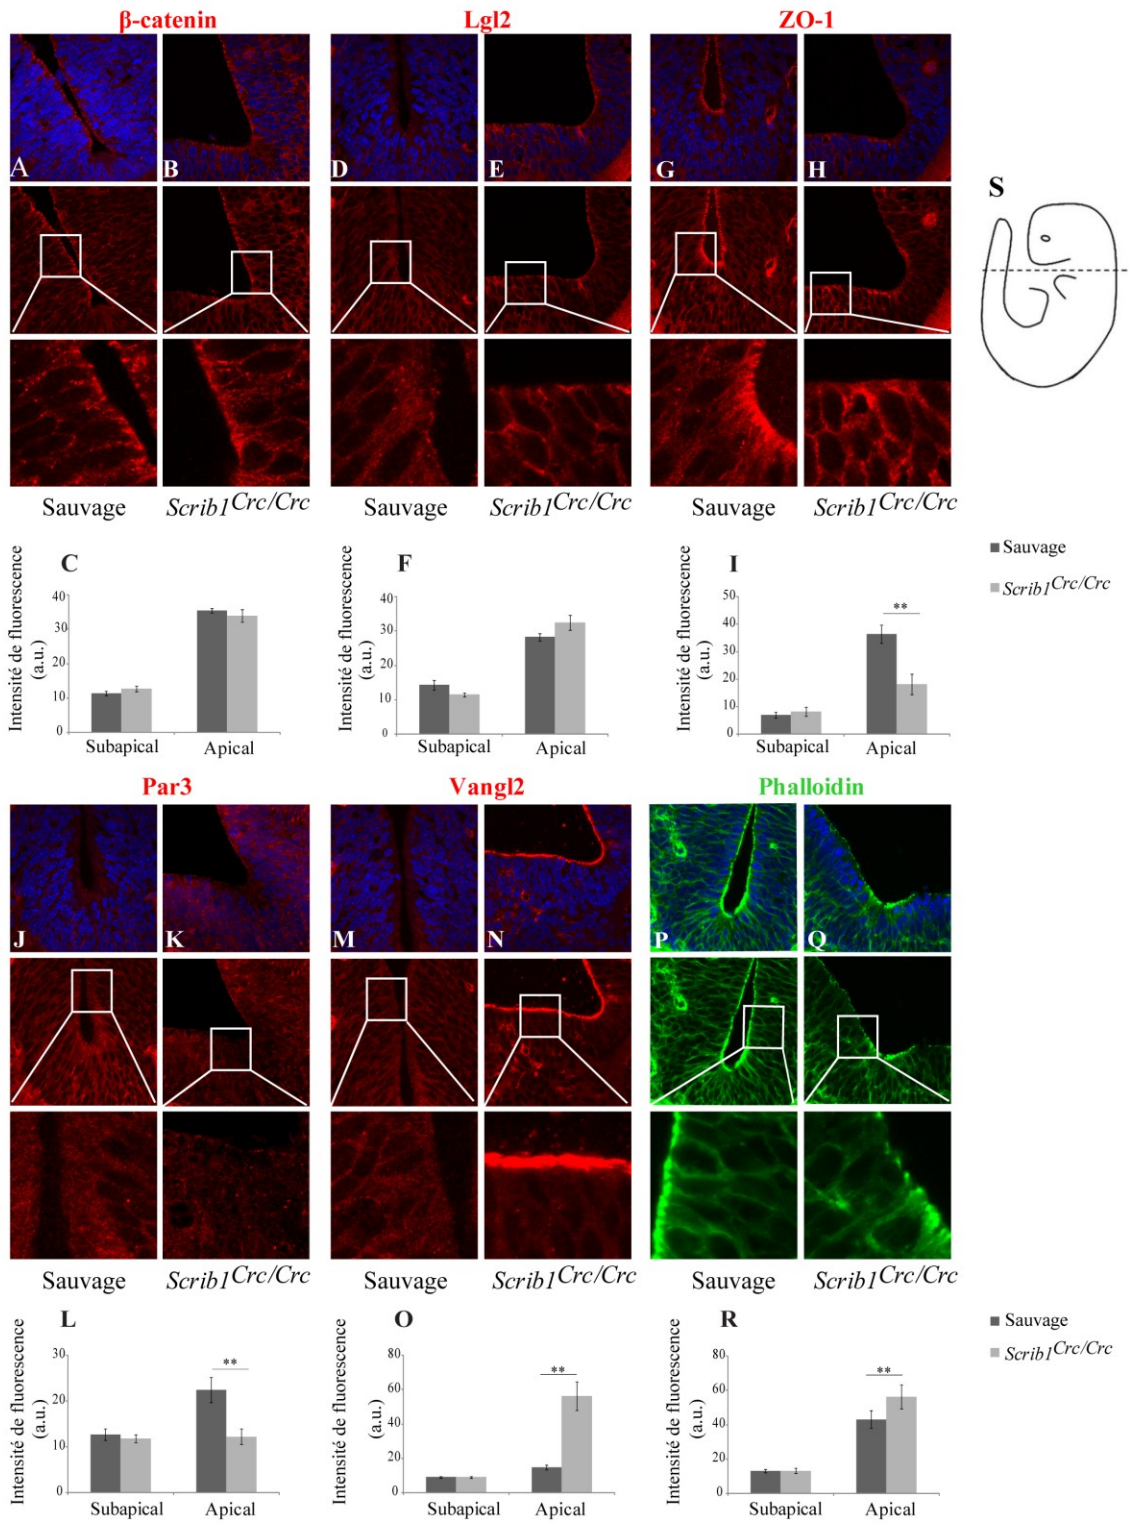 β-catenin Lgl2 ZO-1
A B D E G H
S
Sauvage Scrib1Crc/Crc Sauvage Scrib1Crc/Crc Sauvage Scrib1Crc/Crc
C F I
Sauvage
Scrib1Crc/Crc
Intensité de fluorescence
(a.u.)
40
30
20
10
0
Subapical Apical
Intensité de fluorescence
(a.u.)
40
30
20
10
0
Subapical Apical
Intensité de fluorescence
(a.u.)
50
40
30
20
10
0
**
Subapical Apical
Par3 Vangl2 Phalloidin
J K M N P Q
Sauvage Scrib1Crc/Crc Sauvage Scrib1Crc/Crc Sauvage Scrib1Crc/Crc
L O R
Sauvage
Scrib1Crc/Crc
Intensité de fluorescence
(a.u.)
30
20
10
0
**
Subapical Apical
Intensité de fluorescence
(a.u.)
80
60
40
20
0
**
Subapical Apical
Intensité de fluorescence
(a.u.)
80
60
40
20
0
**
Subapical Apical